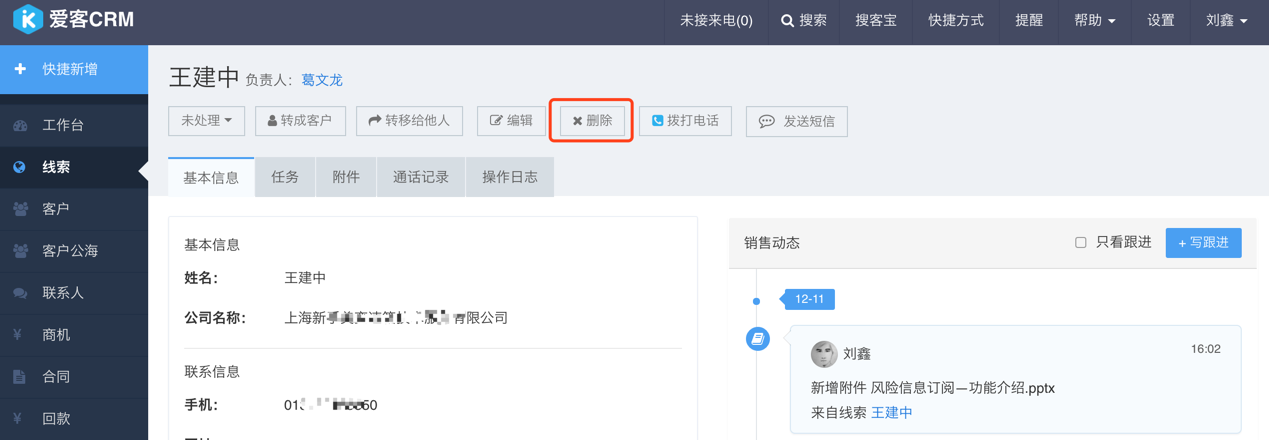 爱客CRM
未接来电(0) 搜索 搜客宝 快捷方式 提醒 帮助 设置 刘鑫
+ 快捷新增
工作台
线索
客户
客户公海
联系人
¥ 商机
合同
¥ 回款
王建中 负责人: 葛文龙
未处理 转成客户 转移给他人 编辑 删除 拨打电话 发送短信
基本信息 任务 附件 通话记录 操作日志
基本信息
姓名: 王建中
公司名称: 上海新 有限公司
联系信息
手机: 01 60
销售动态 只看跟进 + 写跟进
12-11
刘鑫 16:02
新增附件 风险信息订阅—功能介绍.pptx
来自线索 王建中